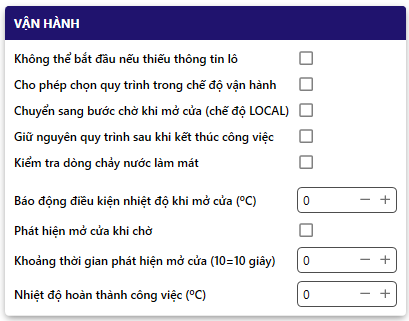 VẬN HÀNH
Không thể bắt đầu nếu thiếu thông tin lô
Cho phép chọn quy trình trong chế độ vận hành
Chuyển sang bước chờ khi mở cửa (chế độ LOCAL)
Giữ nguyên quy trình sau khi kết thúc công việc
Kiểm tra dòng chảy nước làm mát
Báo động điều kiện nhiệt độ khi mở cửa (ºC) 0 − +
Phát hiện mở cửa khi chờ
Khoảng thời gian phát hiện mở cửa (10=10 giây) 0 − +
Nhiệt độ hoàn thành công việc (ºC) 0 − +